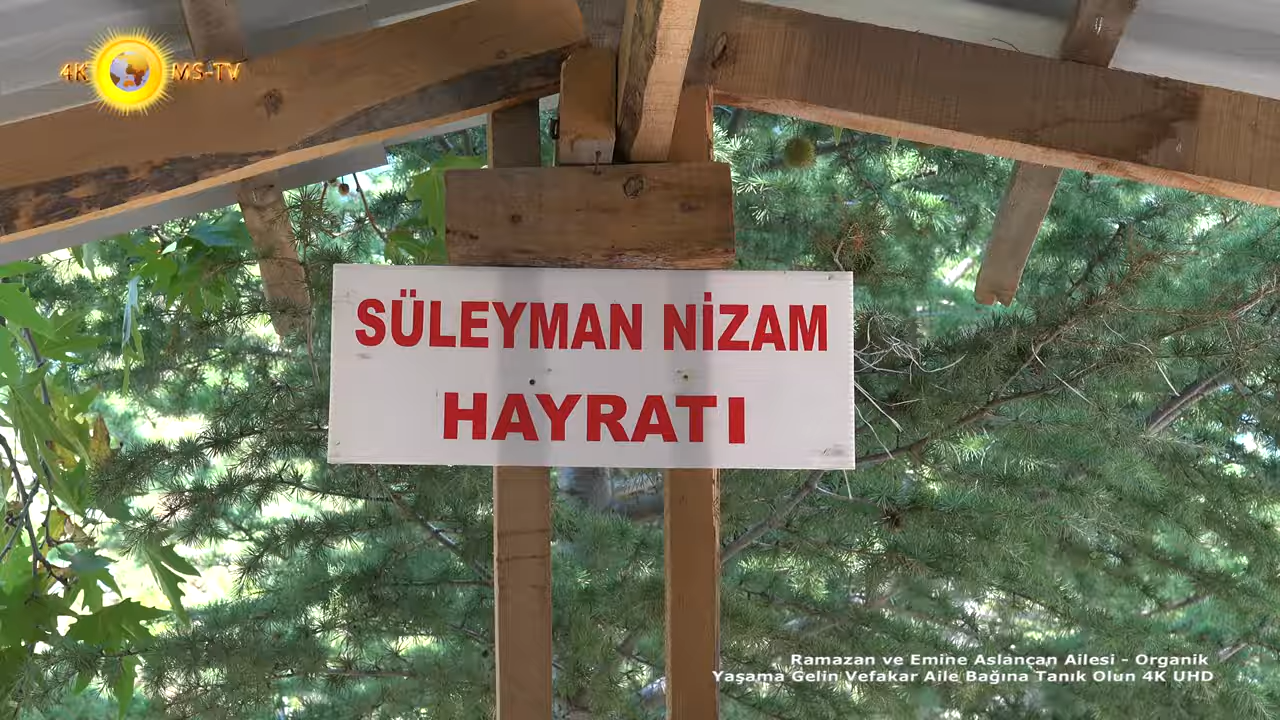 4K MS-TV
SÜLEYMAN NİZAM
HAYRATI
Ramazan ve Emine Aslançan Ailesi - Organik
Yaşama Gelin Vefakar Aile Bağına Tanık Olun 4K UHD